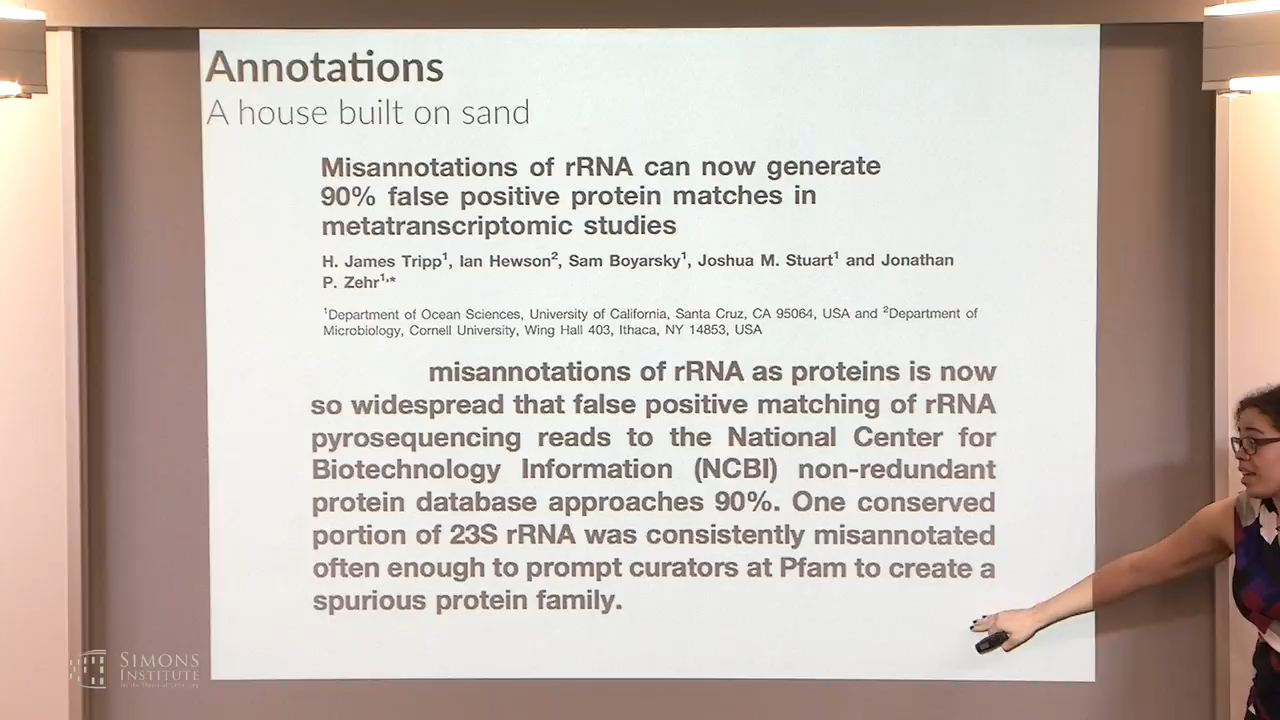 Annotations
A house built on sand
Misannotations of rRNA can now generate
90% false positive protein matches in
metatranscriptomic studies
H. James Tripp¹, Ian Hewson², Sam Boyarsky¹, Joshua M. Stuart¹ and Jonathan
P. Zehr¹,*
¹Department of Ocean Sciences, University of California, Santa Cruz, CA 95064, USA and ²Department of
Microbiology, Cornell University, Wing Hall 403, Ithaca, NY 14853, USA
misannotations of rRNA as proteins is now
so widespread that false positive matching of rRNA
pyrosequencing reads to the National Center for
Biotechnology Information (NCBI) non-redundant
protein database approaches 90%. One conserved
portion of 23S rRNA was consistently misannotated
often enough to prompt curators at Pfam to create a
spurious protein family.
SIMONS
INSTITUTE